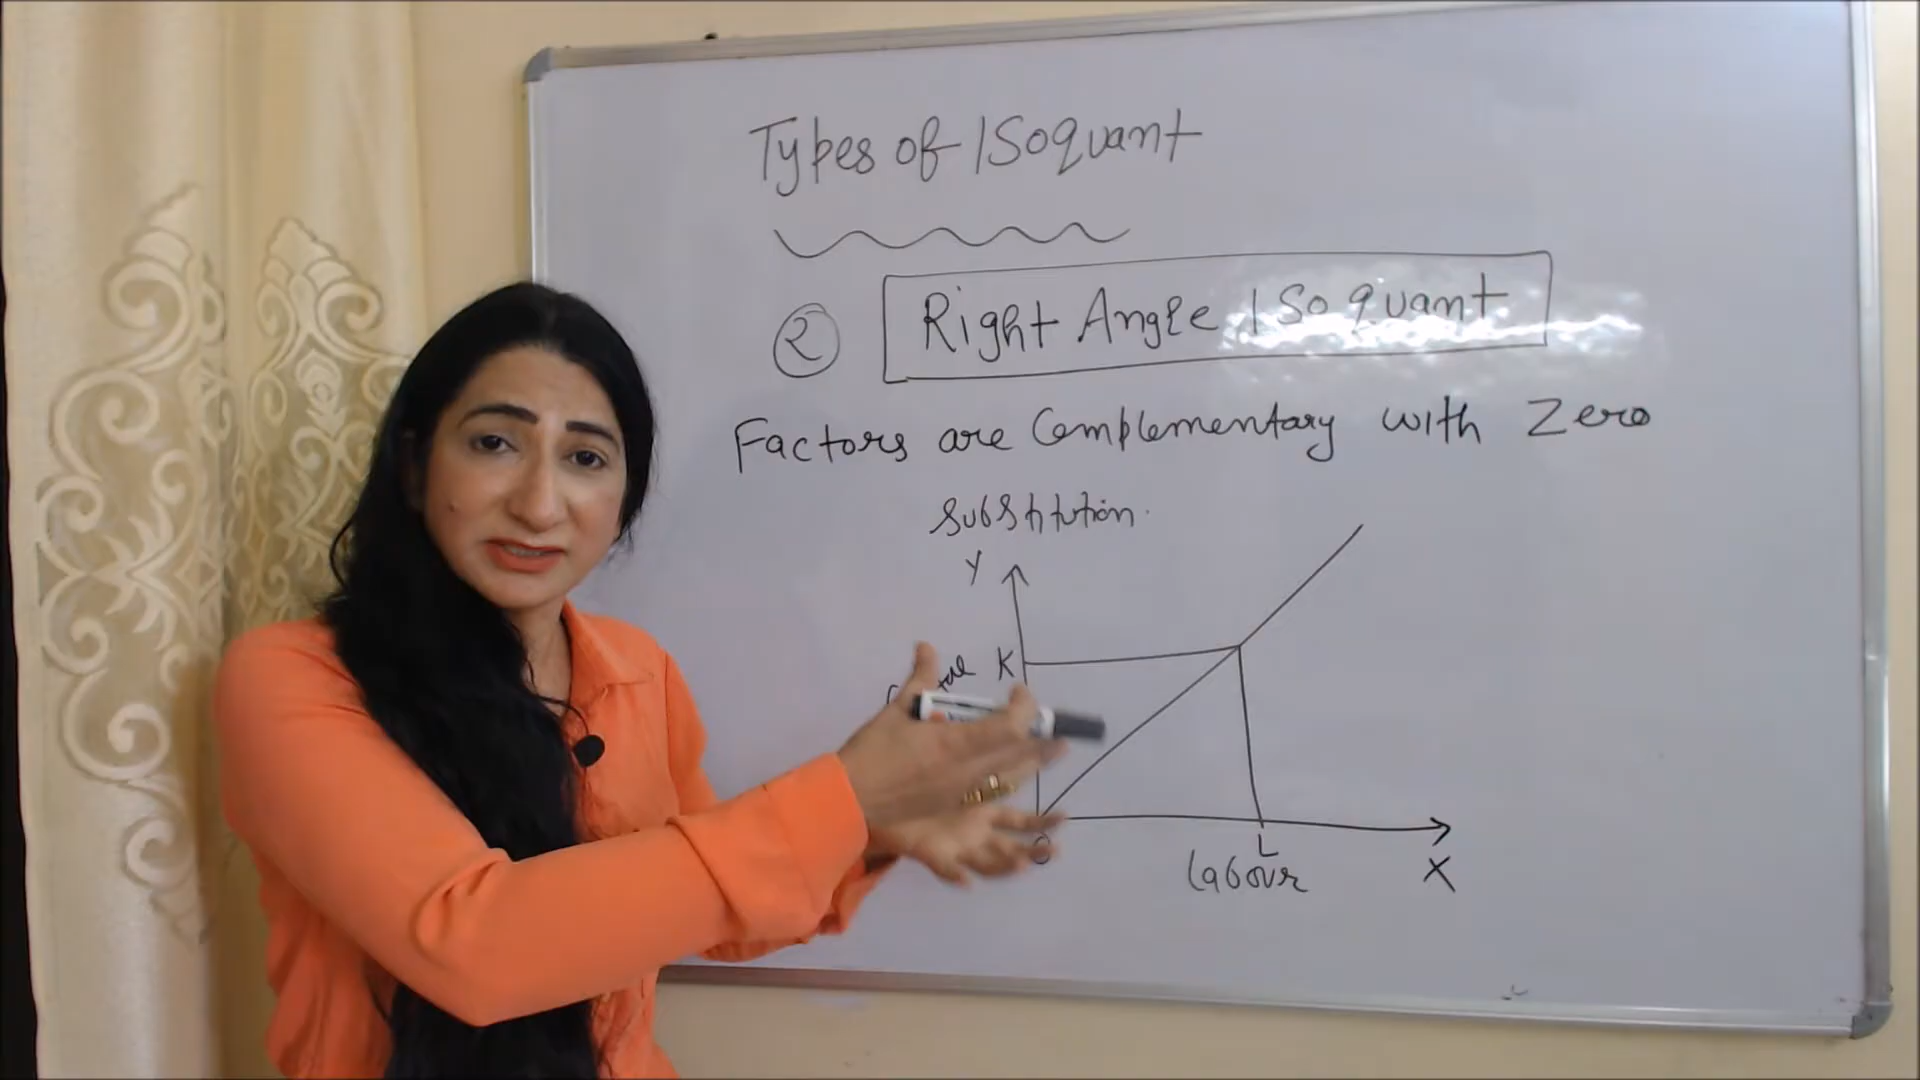 Types of ISoquant
2 Right Angle ISoquant
Factors are Complementary with Zero
Substitution.
Y
K
O
L
labour
X